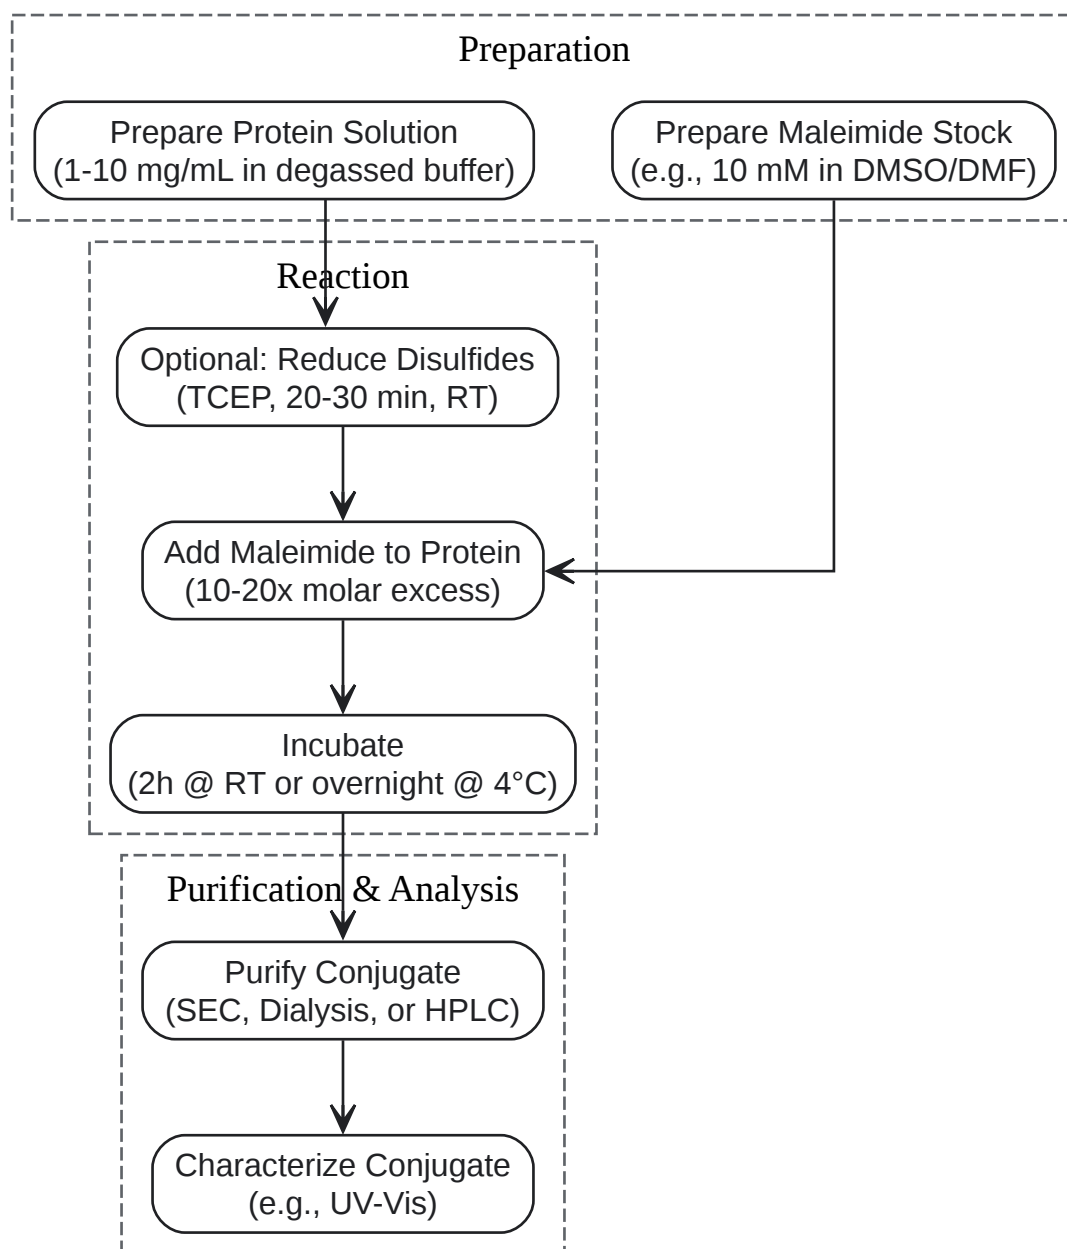 Preparation
Prepare Protein Solution
(1-10 mg/mL in degassed buffer)
Prepare Maleimide Stock
(e.g., 10 mM in DMSO/DMF)
Reaction
Optional: Reduce Disulfides
(TCEP, 20-30 min, RT)
Add Maleimide to Protein
(10-20x molar excess)
Incubate
(2h @ RT or overnight @ 4°C)
Purification & Analysis
Purify Conjugate
(SEC, Dialysis, or HPLC)
Characterize Conjugate
(e.g., UV-Vis)